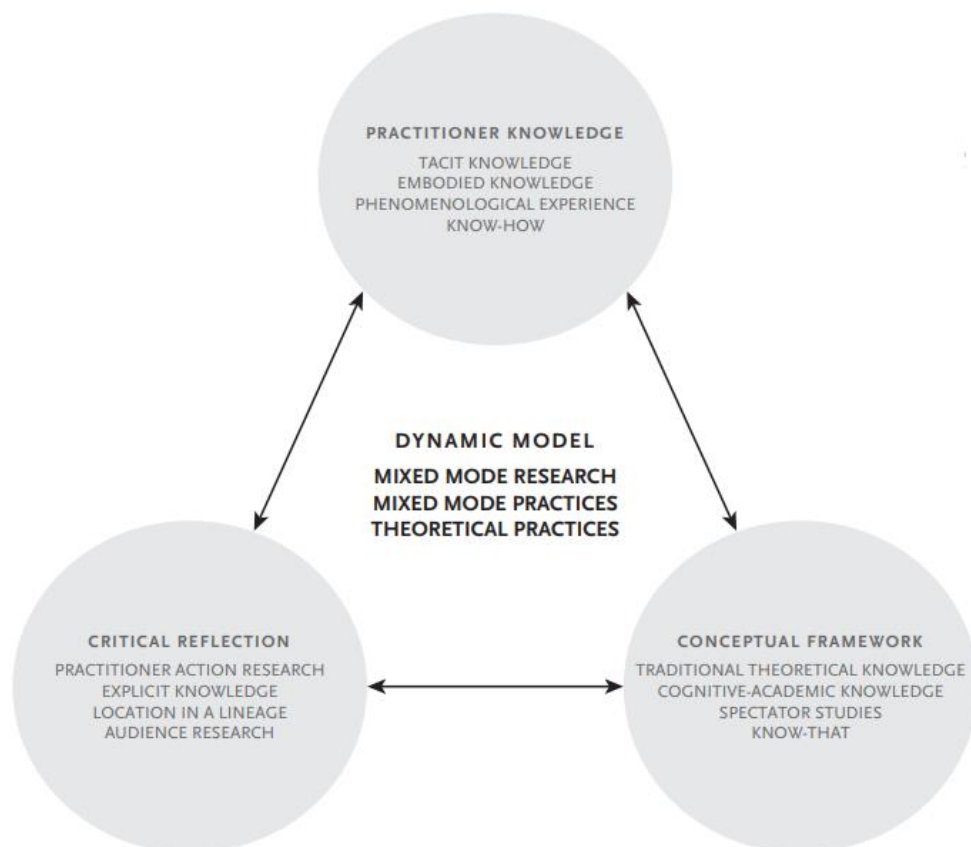 PRACTITIONER KNOWLEDGE
TACIT KNOWLEDGE
EMBODIED KNOWLEDGE
PHENOMENOLOGICAL EXPERIENCE
KNOW-HOW
DYNAMIC MODEL
MIXED MODE RESEARCH
MIXED MODE PRACTICES
THEORETICAL PRACTICES
CRITICAL REFLECTION
PRACTITIONER ACTION RESEARCH
EXPLICIT KNOWLEDGE
LOCATION IN A LINEAGE
AUDIENCE RESEARCH
CONCEPTUAL FRAMEWORK
TRADITIONAL THEORETICAL KNOWLEDGE
COGNITIVE-ACADEMIC KNOWLEDGE
SPECTATOR STUDIES
KNOW-THAT